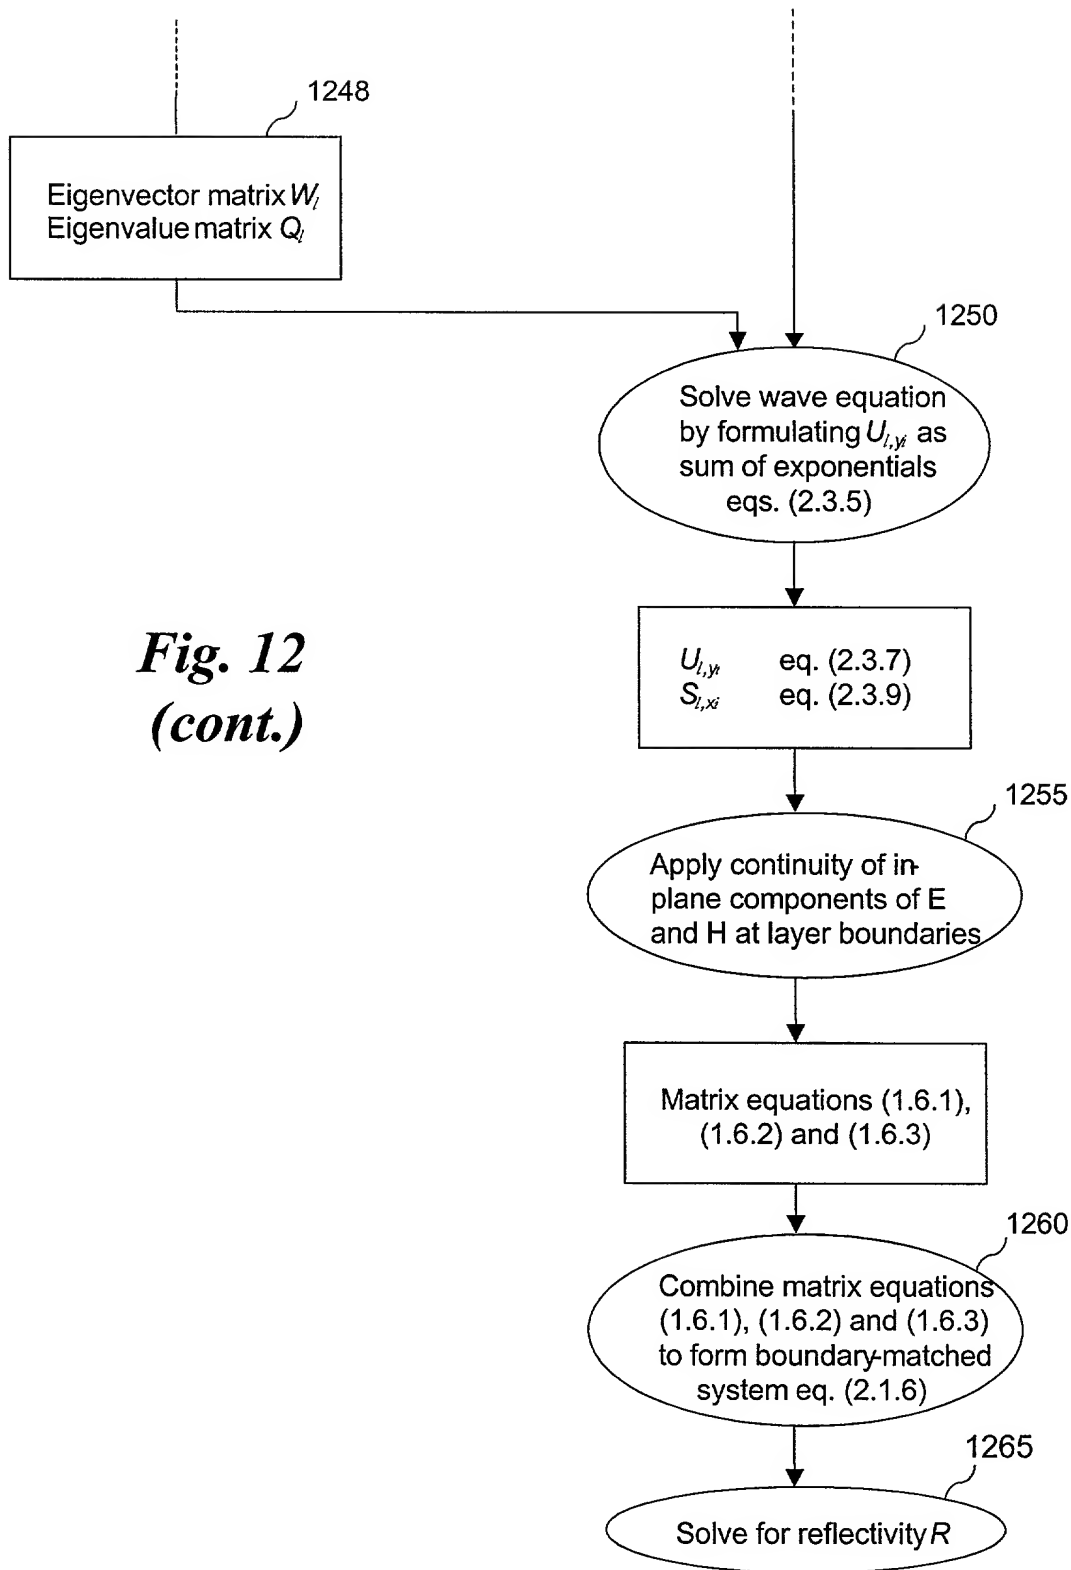 1248
Eigenvector matrix W_l
Eigenvalue matrix Q_l
1250
Solve wave equation
by formulating U_l,yi as
sum of exponentials
eqs. (2.3.5)
Fig. 12
(cont.)
U_l,yi eq. (2.3.7)
S_l,xi eq. (2.3.9)
1255
Apply continuity of in-
plane components of E
and H at layer boundaries
Matrix equations (1.6.1),
(1.6.2) and (1.6.3)
1260
Combine matrix equations
(1.6.1), (1.6.2) and (1.6.3)
to form boundary-matched
system eq. (2.1.6)
1265
Solve for reflectivity R